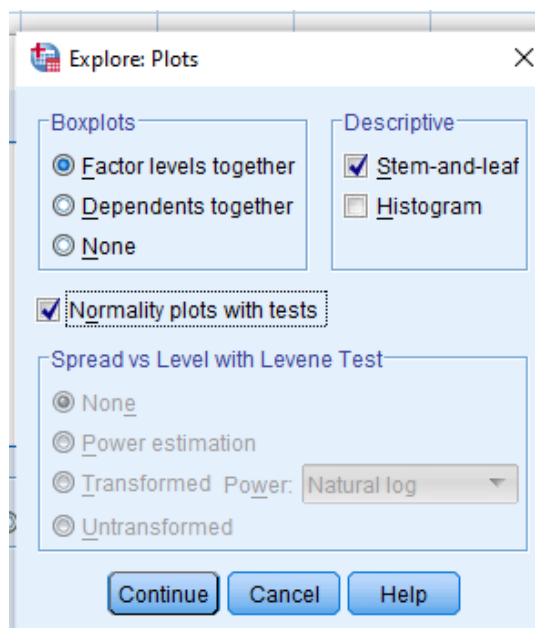 Explore: Plots
Boxplots
Factor levels together
Dependents together
None
Descriptive
Stem-and-leaf
Histogram
Normality plots with tests
Spread vs Level with Levene Test
None
Power estimation
Transformed Power: Natural log
Untransformed
Continue Cancel Help